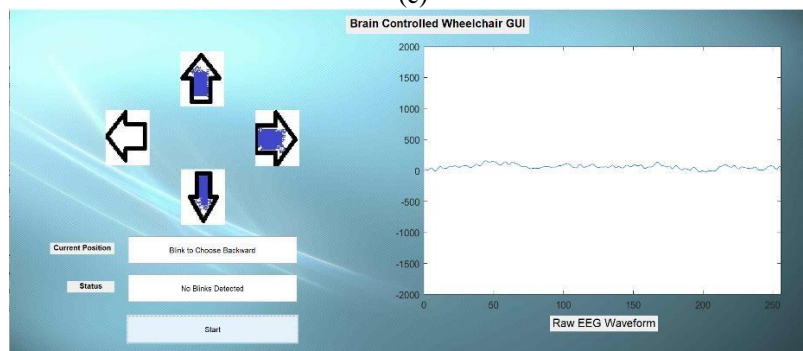 (c)
Brain Controlled Wheelchair GUI
2000
1500
1000
500
0
-500
-1000
-1500
-2000
0 50 100 150 200 250
Raw EEG Waveform
Current Position
Blink to Choose Backward
Status
No Blinks Detected
Start